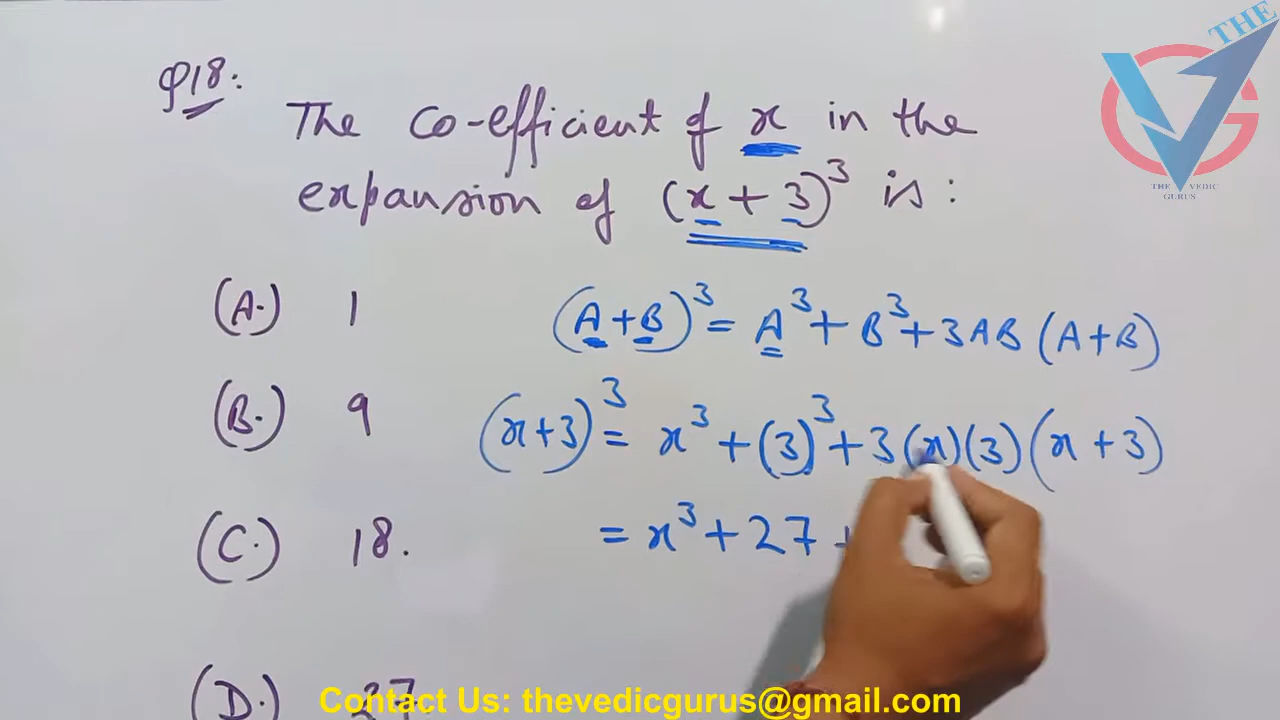 Q18:
The co-efficient of x in the
expansion of (x + 3)³ is :
(A.) 1
(A+B)³ = A³ + B³ + 3AB (A+B)
(B.) 9
(x+3)³ = x³ + (3)³ + 3(x)(3)(x + 3)
= x³ + 27 +
(C.) 18.
(D.) 27.
THE
VG
THE VEDIC
GURUS
Contact Us: thevedicgurus@gmail.com